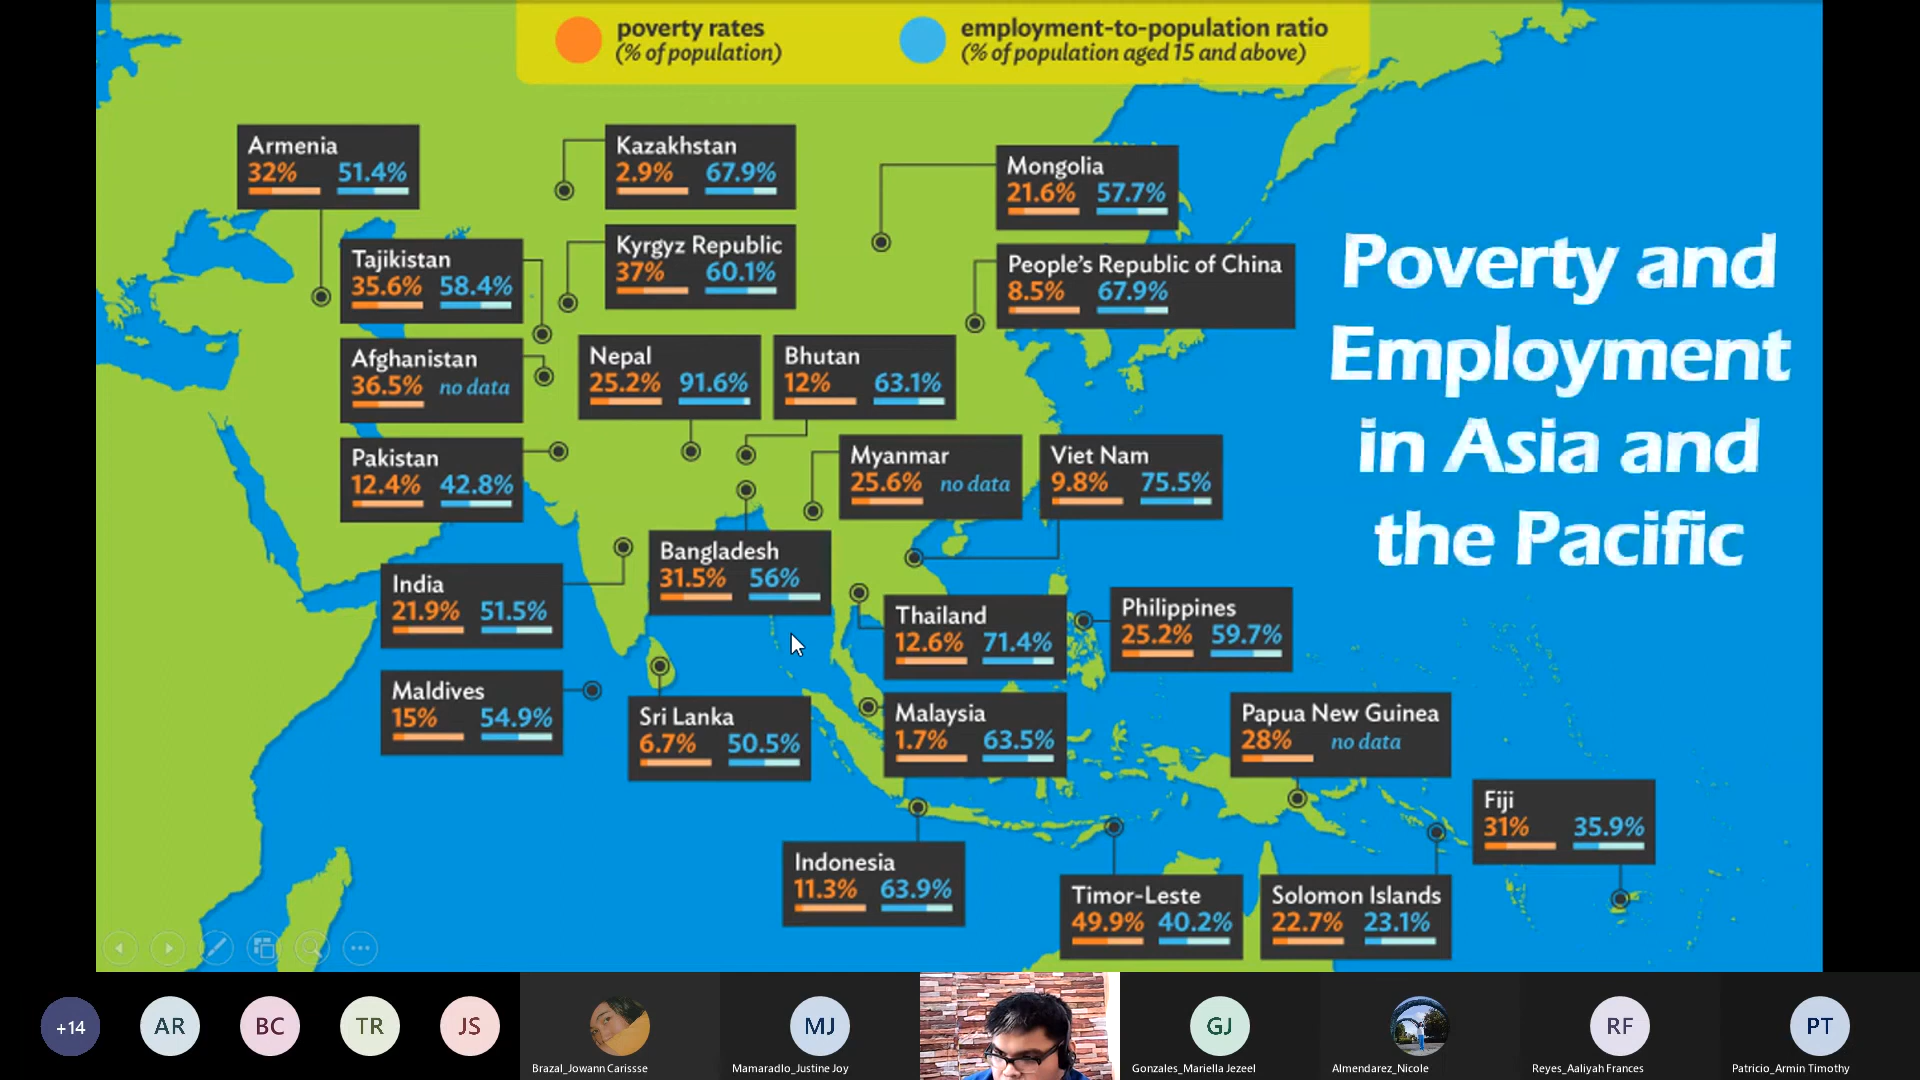 poverty rates
(% of population)
employment-to-population ratio
(% of population aged 15 and above)
Armenia
32% 51.4%
Kazakhstan
2.9% 67.9%
Mongolia
21.6% 57.7%
Tajikistan
35.6% 58.4%
Kyrgyz Republic
37% 60.1%
People's Republic of China
8.5% 67.9%
Poverty and
Employment
in Asia and
the Pacific
Afghanistan
36.5% no data
Nepal
25.2% 91.6%
Bhutan
12% 63.1%
Pakistan
12.4% 42.8%
Myanmar
25.6% no data
Viet Nam
9.8% 75.5%
Bangladesh
31.5% 56%
India
21.9% 51.5%
Thailand
12.6% 71.4%
Philippines
25.2% 59.7%
Maldives
15% 54.9%
Sri Lanka
6.7% 50.5%
Malaysia
1.7% 63.5%
Papua New Guinea
28% no data
Fiji
31% 35.9%
Indonesia
11.3% 63.9%
Timor-Leste
49.9% 40.2%
Solomon Islands
22.7% 23.1%
+14
AR
BC
TR
JS
Brazal_Jowann Carissse
MJ
Mamaradlo_Justine Joy
GJ
Gonzales_Mariella Jezeel
Almendarez_Nicole
RF
Reyes_Aaliyah Frances
PT
Patricio_Armin Timothy